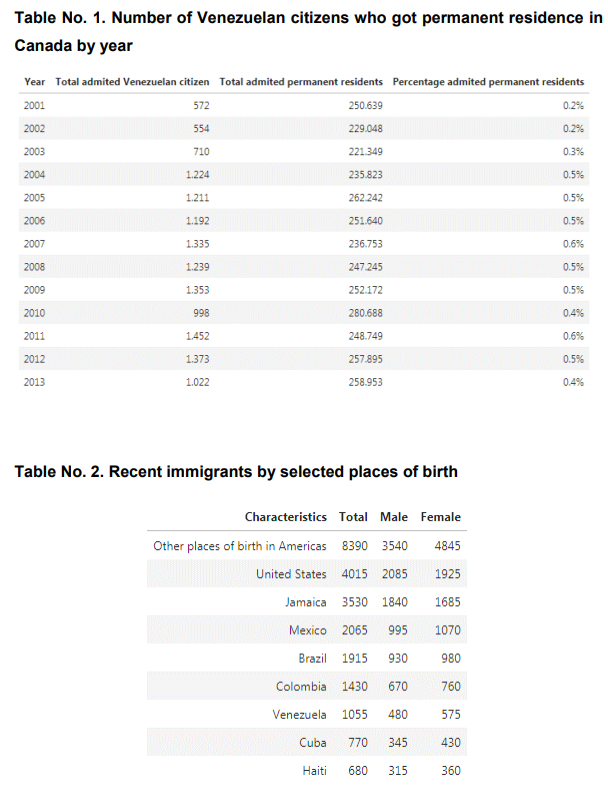 Table No. 1. Number of Venezuelan citizens who got permanent residence in
Canada by year
Year Total admited Venezuelan citizen Total admited permanent residents Percentage admited permanent residents
2001 572 250.639 0.2%
2002 554 229.048 0.2%
2003 710 221.349 0.3%
2004 1.224 235.823 0.5%
2005 1.211 262.242 0.5%
2006 1.192 251.640 0.5%
2007 1.335 236.753 0.6%
2008 1.239 247.245 0.5%
2009 1.353 252.172 0.5%
2010 998 280.688 0.4%
2011 1.452 248.749 0.6%
2012 1.373 257.895 0.5%
2013 1.022 258.953 0.4%
Table No. 2. Recent immigrants by selected places of birth
Characteristics Total Male Female
Other places of birth in Americas 8390 3540 4845
United States 4015 2085 1925
Jamaica 3530 1840 1685
Mexico 2065 995 1070
Brazil 1915 930 980
Colombia 1430 670 760
Venezuela 1055 480 575
Cuba 770 345 430
Haiti 680 315 360